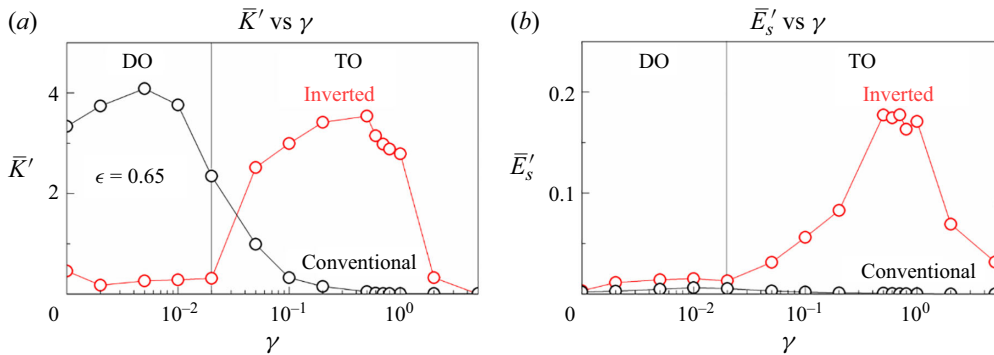 (a) K̄′ vs γ
DO TO
Inverted
4
K̄′
ϵ = 0.65
2
Conventional
0 10⁻² 10⁻¹ 10⁰
γ
(b) Ē′ₛ vs γ
DO TO
0.2
Inverted
Ē′ₛ
0.1
Conventional
0 10⁻² 10⁻¹ 10⁰
γ